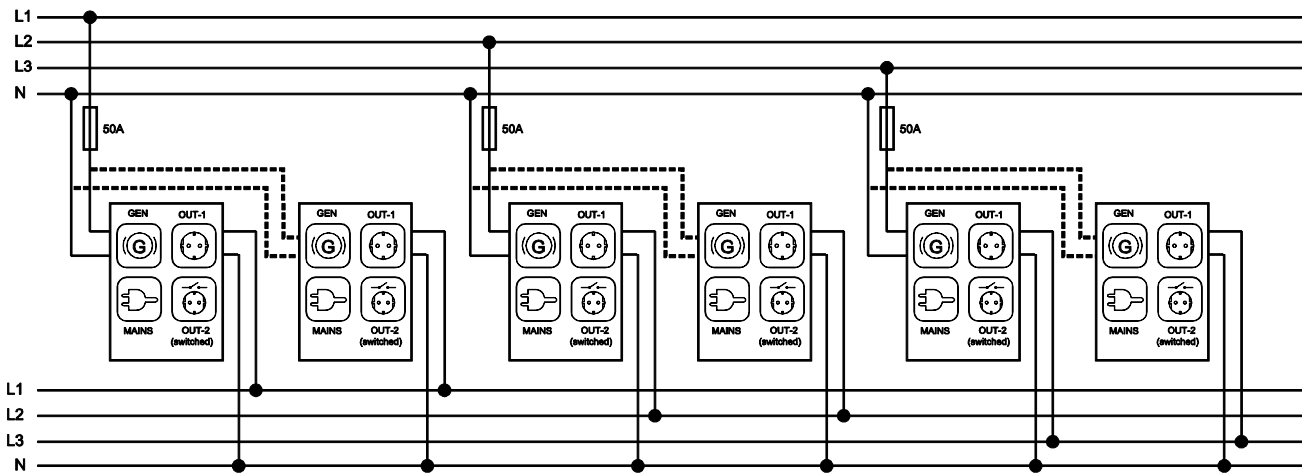 L1
L2
L3
N
50A 50A 50A
GEN OUT-1 GEN OUT-1 GEN OUT-1 GEN OUT-1 GEN OUT-1 GEN OUT-1
G G G G G G
MAINS OUT-2 MAINS OUT-2 MAINS OUT-2 MAINS OUT-2 MAINS OUT-2 MAINS OUT-2
(switched) (switched) (switched) (switched) (switched) (switched)
L1
L2
L3
N